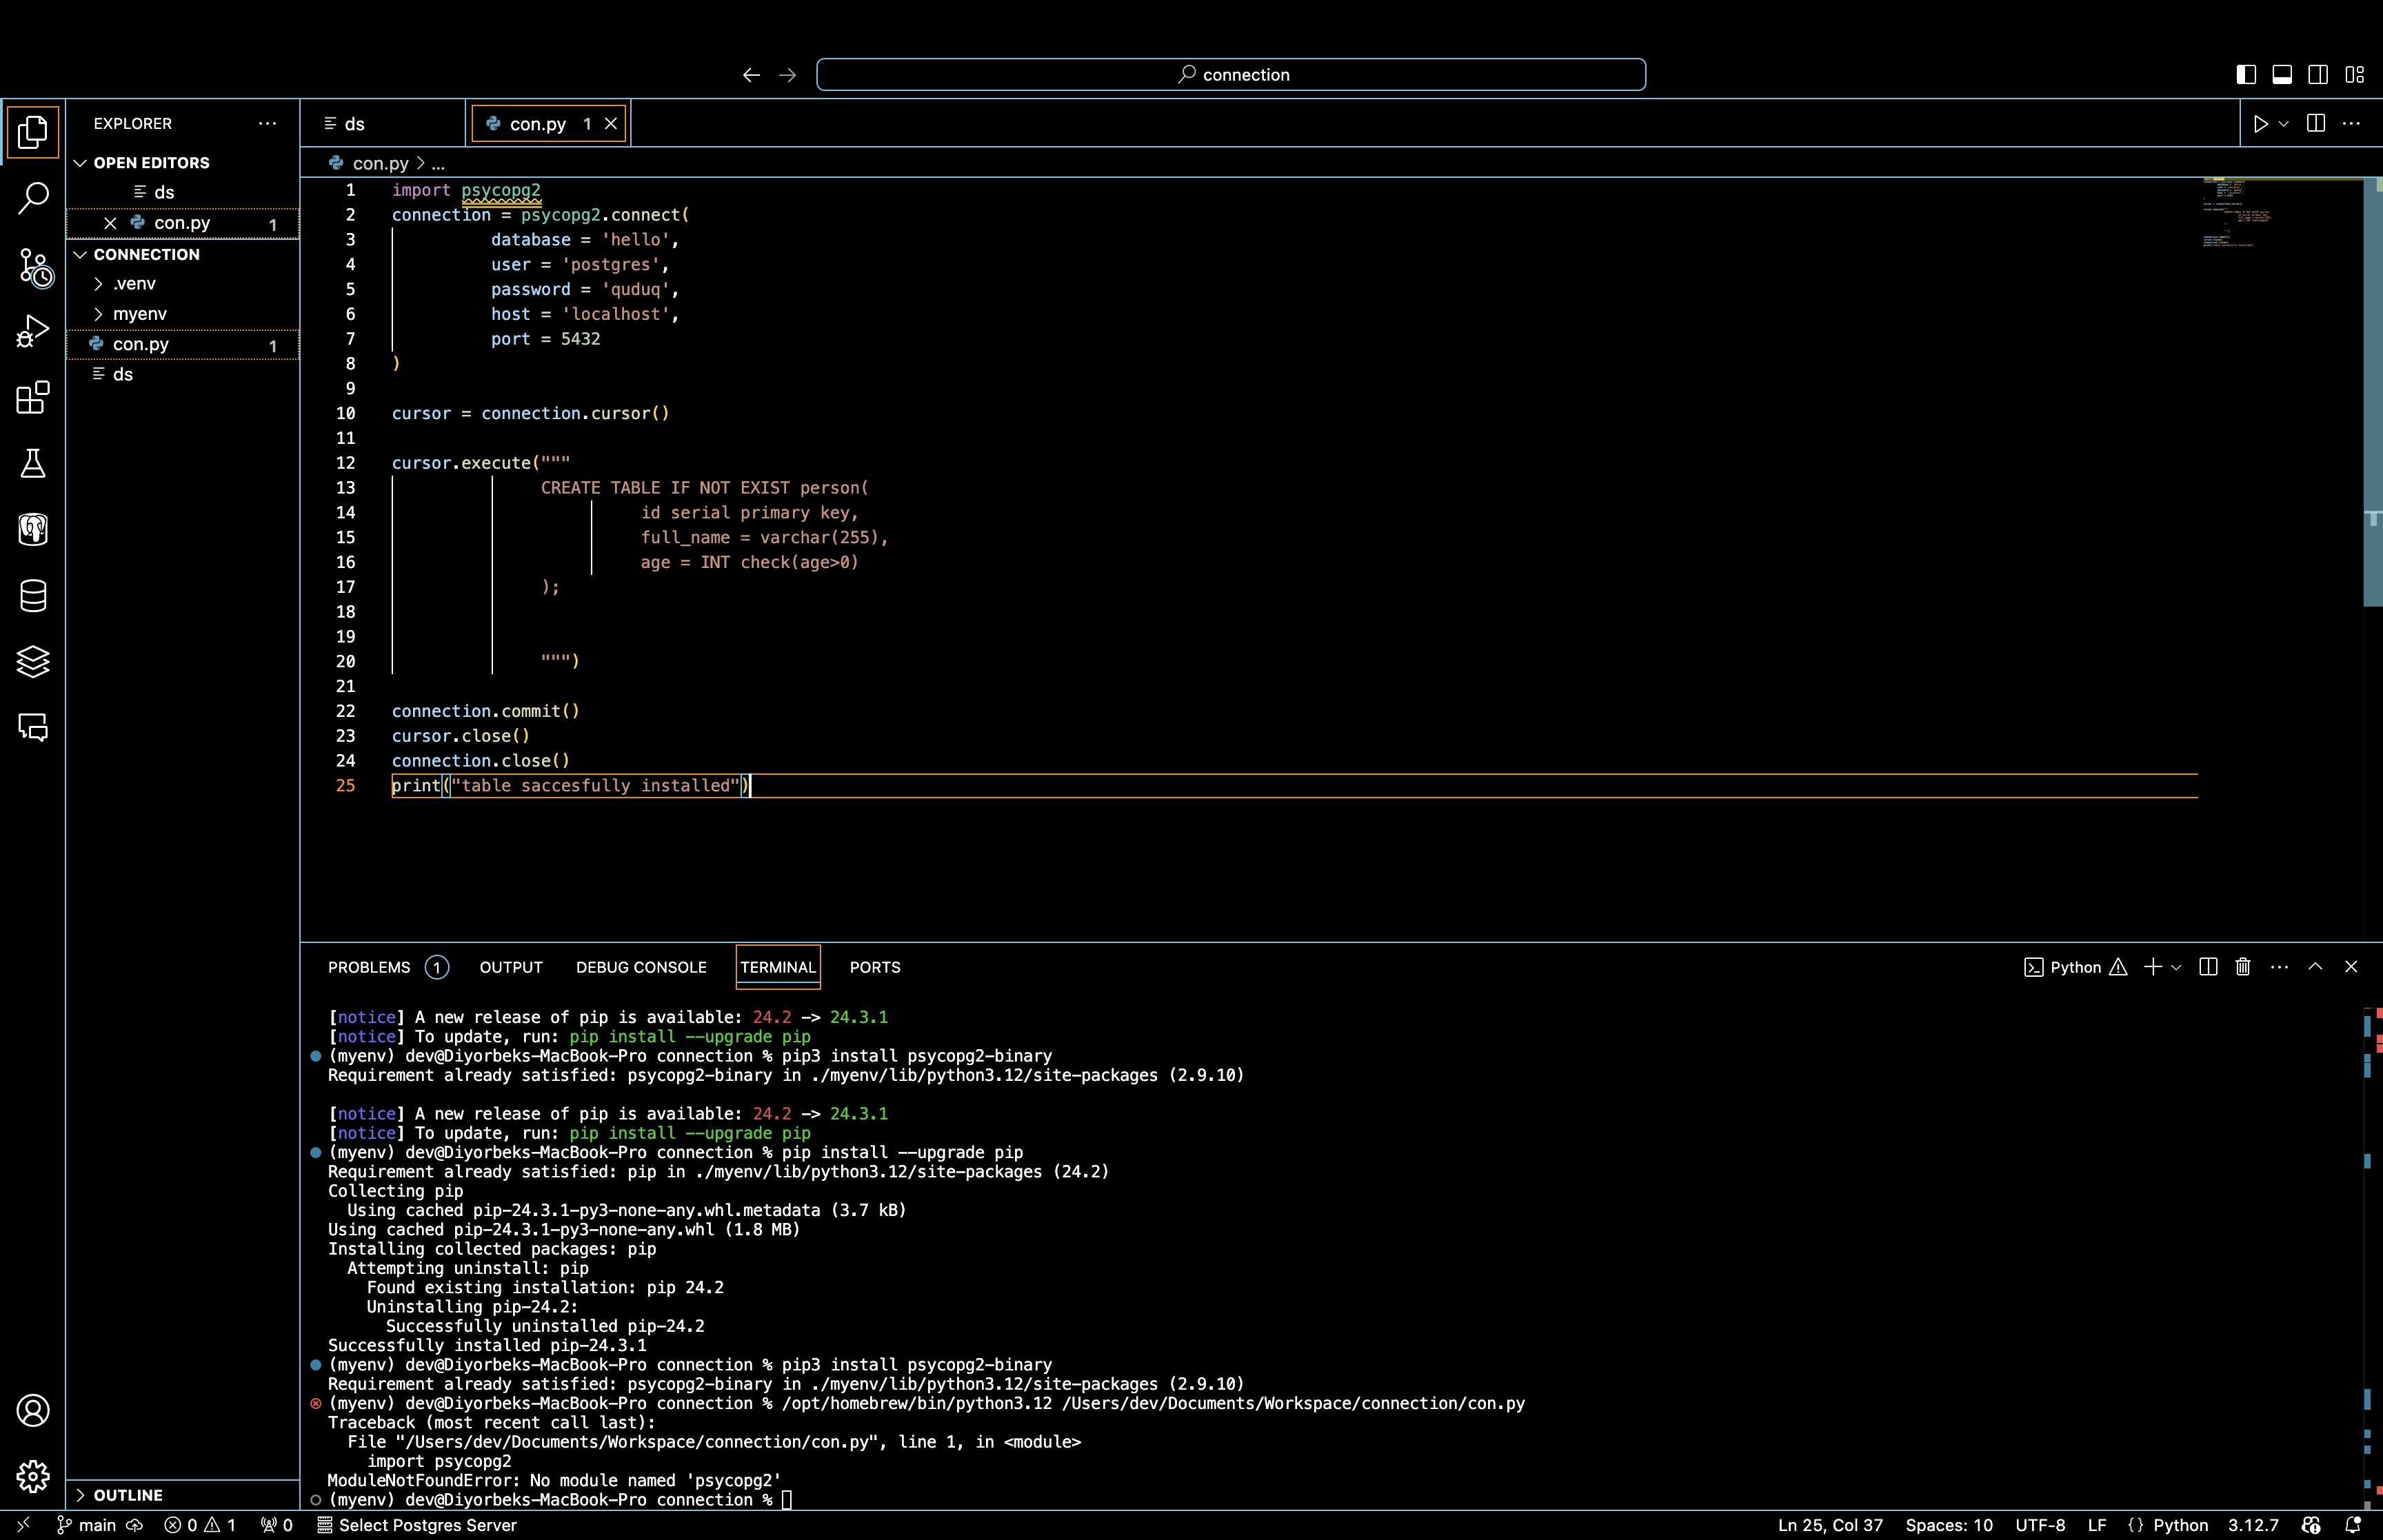 connection
EXPLORER
OPEN EDITORS
ds
con.py 1
CONNECTION
.venv
myenv
con.py 1
ds
OUTLINE
ds
con.py 1
con.py > ...
1 import psycopg2
2 connection = psycopg2.connect(
3 database = 'hello',
4 user = 'postgres',
5 password = 'quduq',
6 host = 'localhost',
7 port = 5432
8 )
9
10 cursor = connection.cursor()
11
12 cursor.execute("""
13 CREATE TABLE IF NOT EXIST person(
14 id serial primary key,
15 full_name = varchar(255),
16 age = INT check(age>0)
17 );
18
19
20 """)
21
22 connection.commit()
23 cursor.close()
24 connection.close()
25 print("table saccesfully installed")
PROBLEMS 1 OUTPUT DEBUG CONSOLE TERMINAL PORTS
Python
[notice] A new release of pip is available: 24.2 -> 24.3.1
[notice] To update, run: pip install --upgrade pip
(myenv) dev@Diyorbeks-MacBook-Pro connection % pip3 install psycopg2-binary
Requirement already satisfied: psycopg2-binary in ./myenv/lib/python3.12/site-packages (2.9.10)
[notice] A new release of pip is available: 24.2 -> 24.3.1
[notice] To update, run: pip install --upgrade pip
(myenv) dev@Diyorbeks-MacBook-Pro connection % pip install --upgrade pip
Requirement already satisfied: pip in ./myenv/lib/python3.12/site-packages (24.2)
Collecting pip
Using cached pip-24.3.1-py3-none-any.whl.metadata (3.7 kB)
Using cached pip-24.3.1-py3-none-any.whl (1.8 MB)
Installing collected packages: pip
Attempting uninstall: pip
Found existing installation: pip 24.2
Uninstalling pip-24.2:
Successfully uninstalled pip-24.2
Successfully installed pip-24.3.1
(myenv) dev@Diyorbeks-MacBook-Pro connection % pip3 install psycopg2-binary
Requirement already satisfied: psycopg2-binary in ./myenv/lib/python3.12/site-packages (2.9.10)
(myenv) dev@Diyorbeks-MacBook-Pro connection % /opt/homebrew/bin/python3.12 /Users/dev/Documents/Workspace/connection/con.py
Traceback (most recent call last):
File "/Users/dev/Documents/Workspace/connection/con.py", line 1, in <module>
import psycopg2
ModuleNotFoundError: No module named 'psycopg2'
(myenv) dev@Diyorbeks-MacBook-Pro connection %
main 0 1 0 Select Postgres Server Ln 25, Col 37 Spaces: 10 UTF-8 LF {} Python 3.12.7